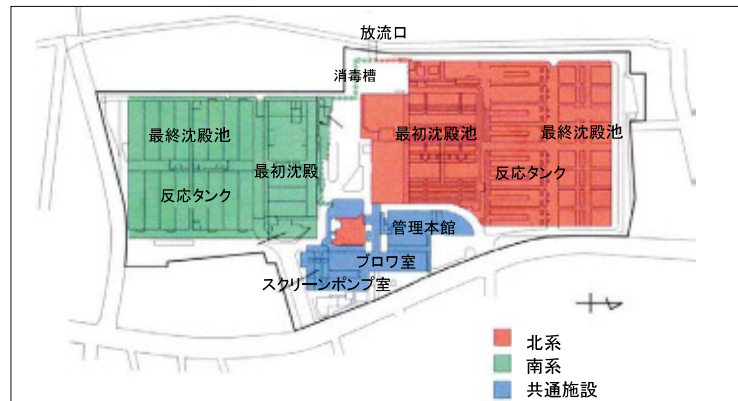 放流口
消毒槽
最終沈殿池
最初沈殿
反応タンク
最初沈殿池
最終沈殿池
反応タンク
管理本館
ブロワ室
スクリーンポンプ室
北系
南系
共通施設